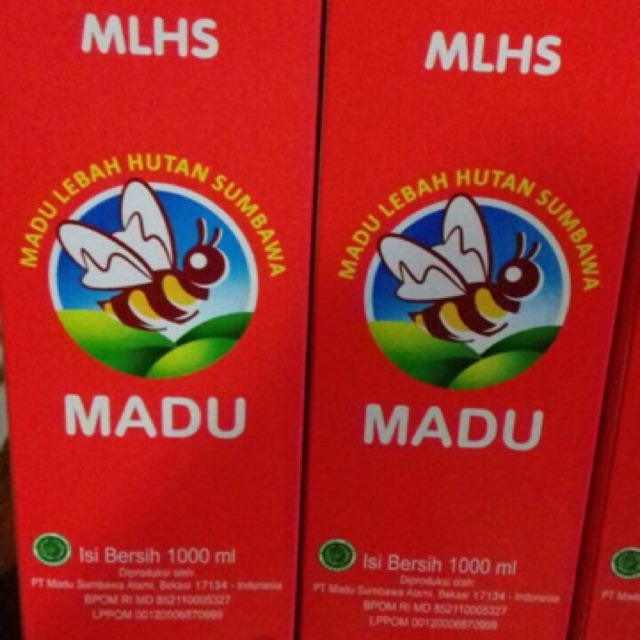 MLHS
MADU LEBAH HUTAN SUMBAWA
MADU
Isi Bersih 1000 ml
Diproduksi oleh:
PT Madu Sumbawa Alami, Bekasi 17134 - Indonesia
BPOM RI MD 852110005327
LPPOM 00120006870999
MLHS
MADU LEBAH HUTAN SUMBAWA
MADU
Isi Bersih 1000 ml
Diproduksi oleh:
PT Madu Sumbawa Alami, Bekasi 17134 - Indonesia
BPOM RI MD 852110005327
LPPOM 00120006870999
PT Mad